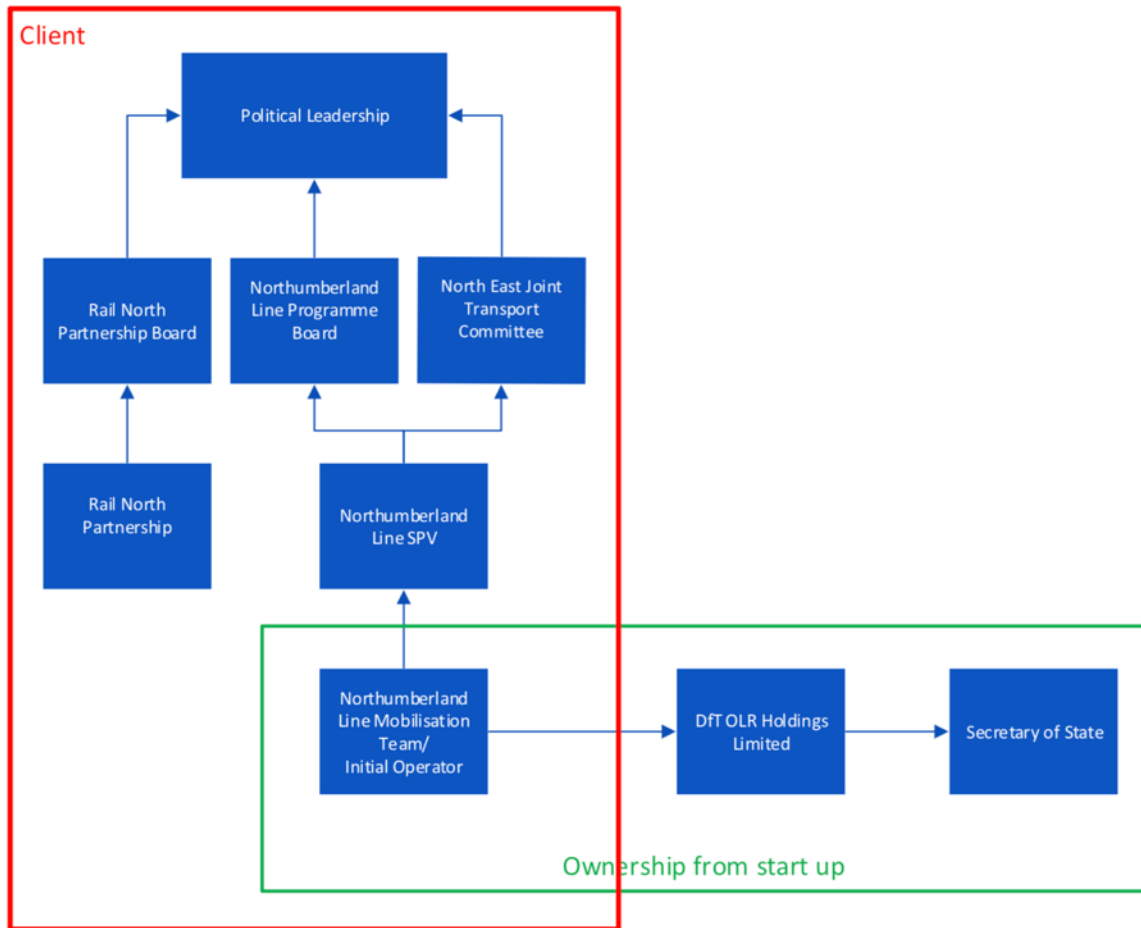 Client
Political Leadership
Rail North
Partnership Board
Northumberland
Line Programme
Board
North East Joint
Transport
Committee
Rail North
Partnership
Northumberland
Line SPV
Northumberland
Line Mobilisation
Team/
Initial Operator
DfT OLR Holdings
Limited
Secretary of State
Ownership from start up